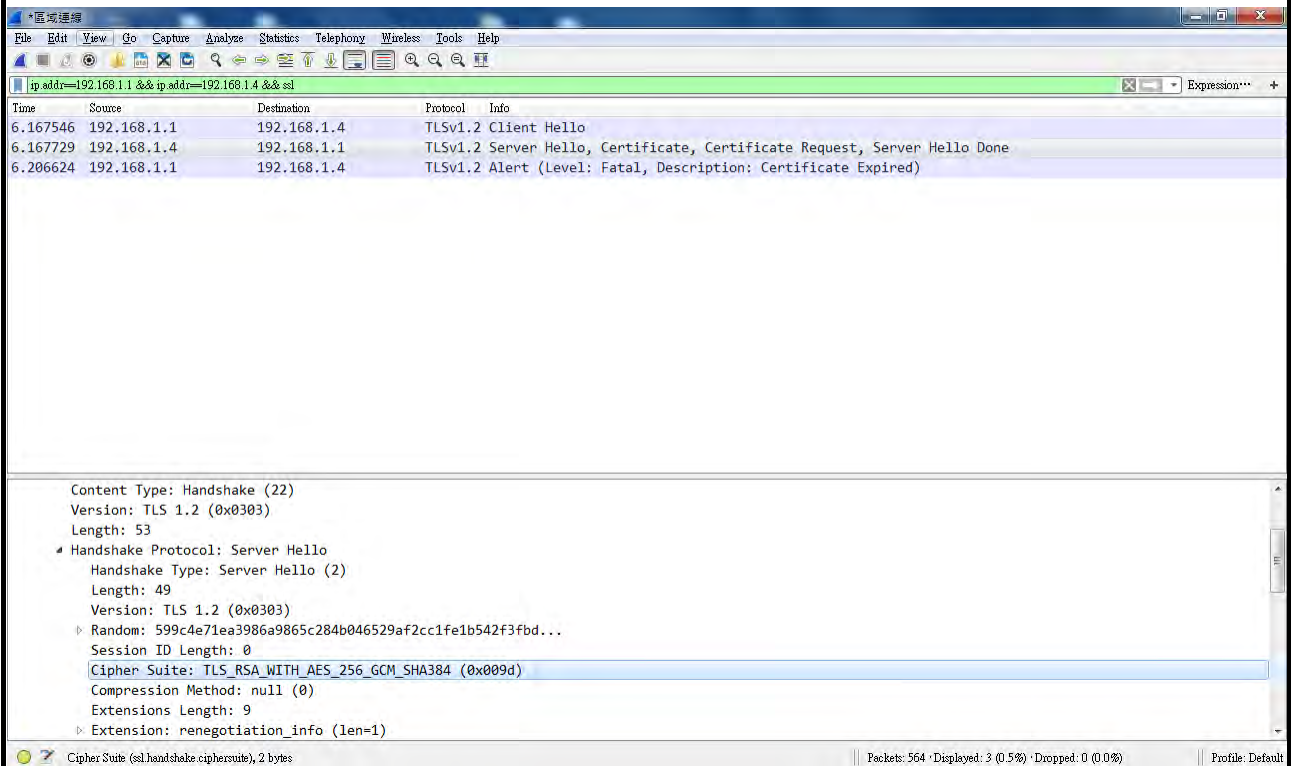 *區域連線
File Edit View Go Capture Analyze Statistics Telephony Wireless Tools Help
ip.addr==192.168.1.1 && ip.addr==192.168.1.4 && ssl Expression… +
Time Source Destination Protocol Info
6.167546 192.168.1.1 192.168.1.4 TLSv1.2 Client Hello
6.167729 192.168.1.4 192.168.1.1 TLSv1.2 Server Hello, Certificate, Certificate Request, Server Hello Done
6.206624 192.168.1.1 192.168.1.4 TLSv1.2 Alert (Level: Fatal, Description: Certificate Expired)
Content Type: Handshake (22)
Version: TLS 1.2 (0x0303)
Length: 53
Handshake Protocol: Server Hello
Handshake Type: Server Hello (2)
Length: 49
Version: TLS 1.2 (0x0303)
Random: 599c4e71ea3986a9865c284b046529af2cc1fe1b542f3fbd...
Session ID Length: 0
Cipher Suite: TLS_RSA_WITH_AES_256_GCM_SHA384 (0x009d)
Compression Method: null (0)
Extensions Length: 9
Extension: renegotiation_info (len=1)
Cipher Suite (ssl.handshake.ciphersuite), 2 bytes Packets: 564 · Displayed: 3 (0.5%) · Dropped: 0 (0.0%) Profile: Default